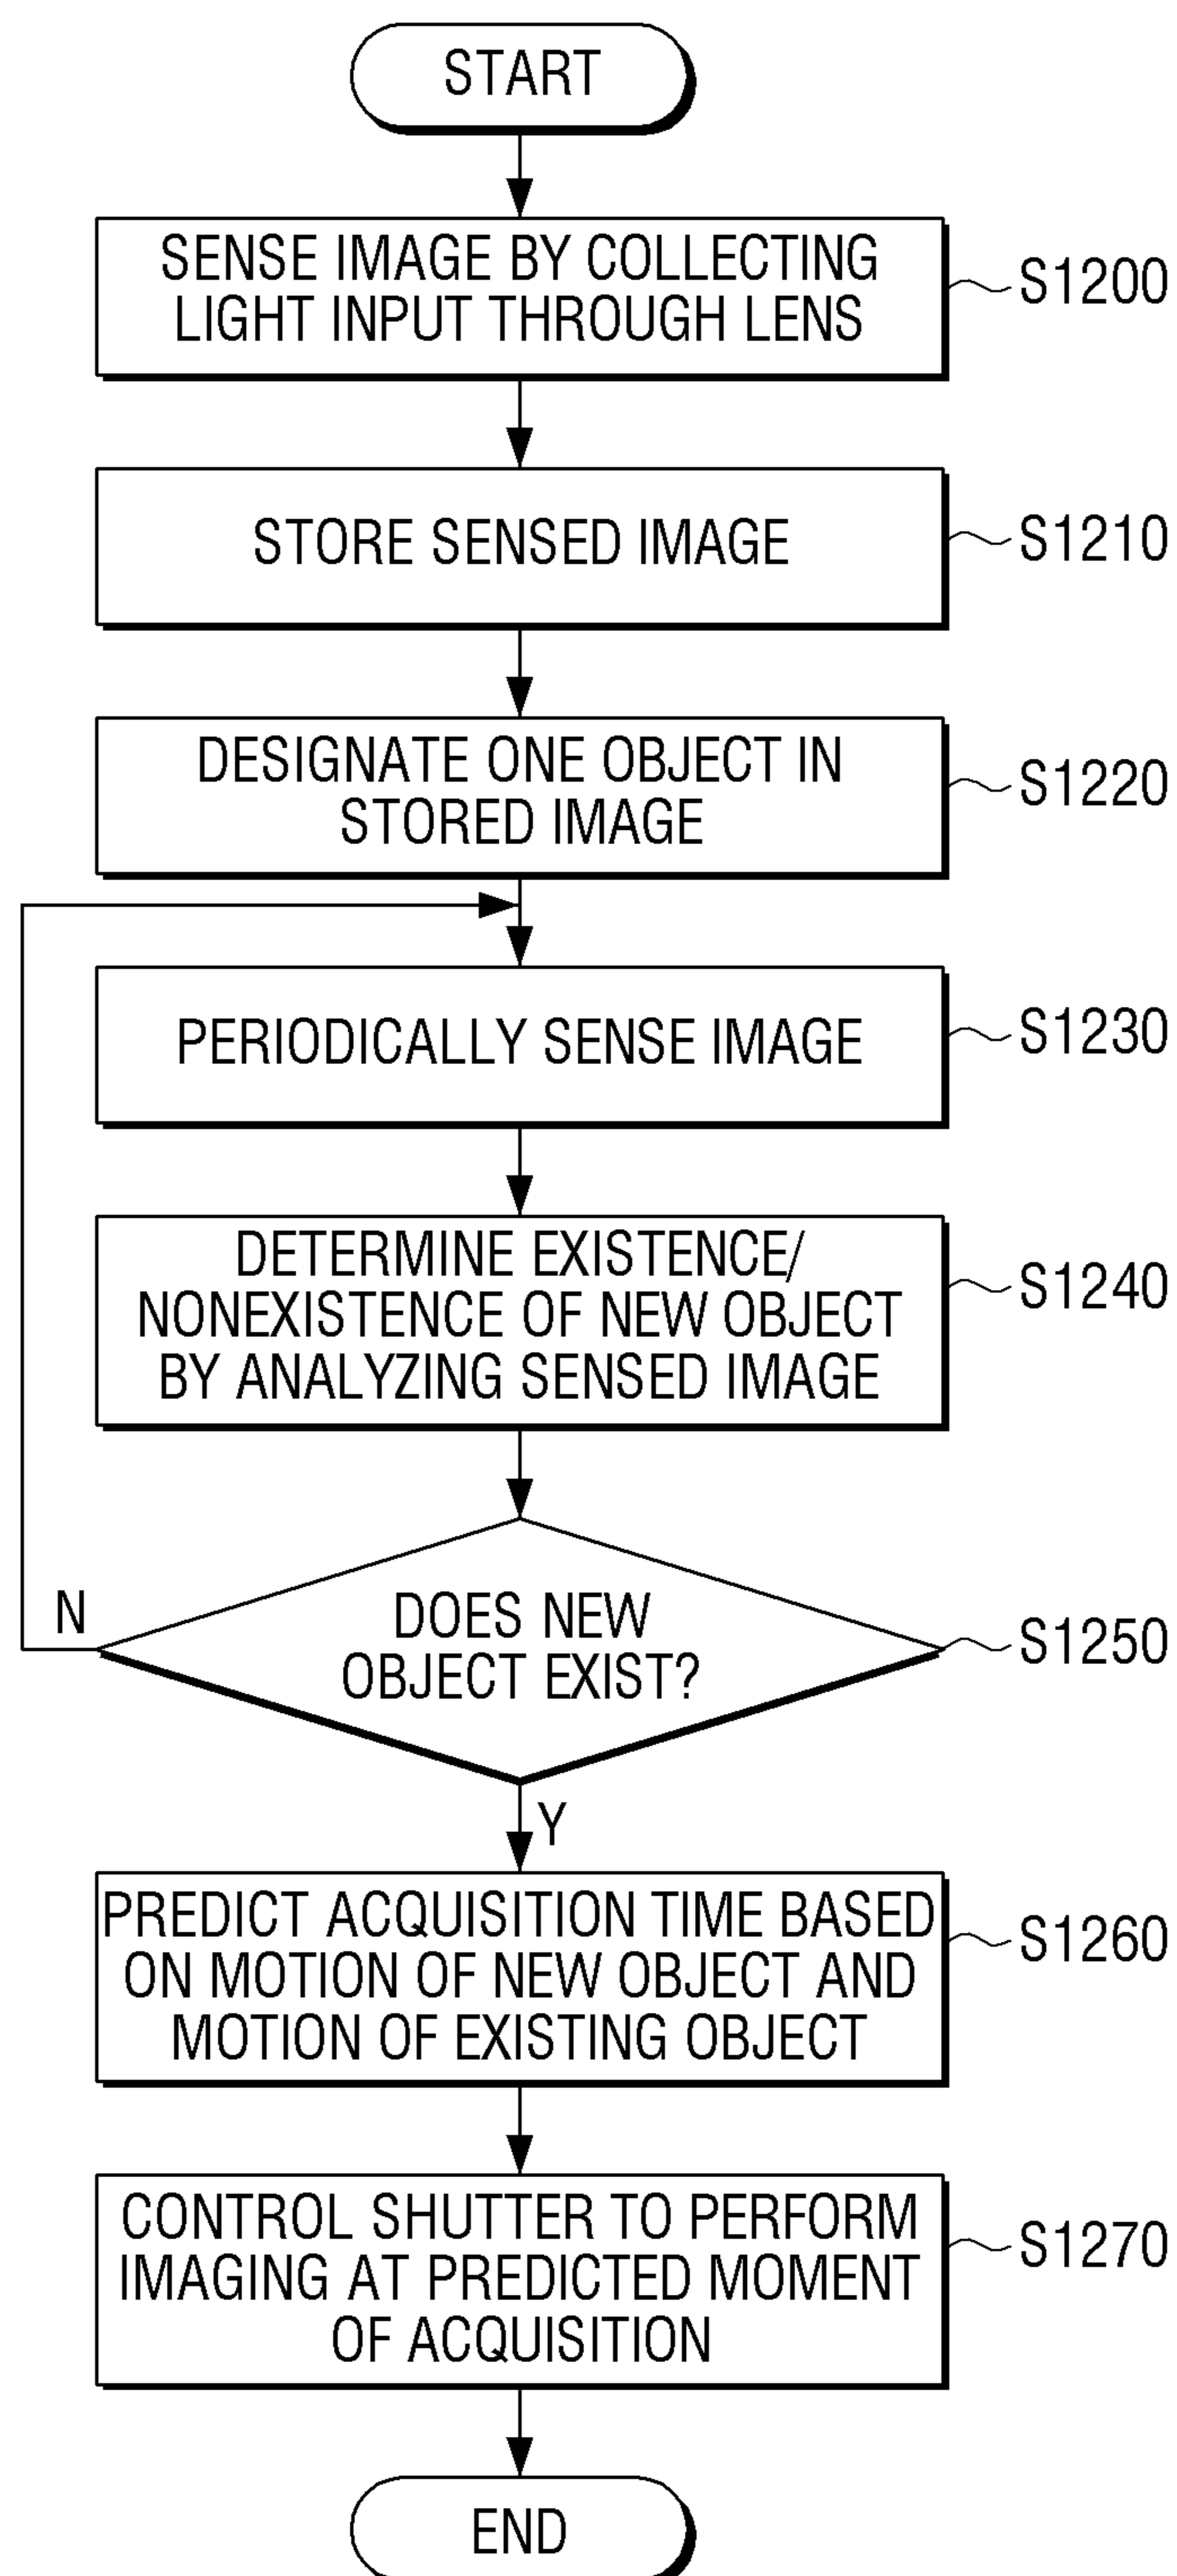 START
SENSE IMAGE BY COLLECTING
LIGHT INPUT THROUGH LENS
S1200
STORE SENSED IMAGE
S1210
DESIGNATE ONE OBJECT IN
STORED IMAGE
S1220
PERIODICALLY SENSE IMAGE
S1230
DETERMINE EXISTENCE/
NONEXISTENCE OF NEW OBJECT
BY ANALYZING SENSED IMAGE
S1240
N
DOES NEW
OBJECT EXIST?
S1250
Y
PREDICT ACQUISITION TIME BASED
ON MOTION OF NEW OBJECT AND
MOTION OF EXISTING OBJECT
S1260
CONTROL SHUTTER TO PERFORM
IMAGING AT PREDICTED MOMENT
OF ACQUISITION
S1270
END